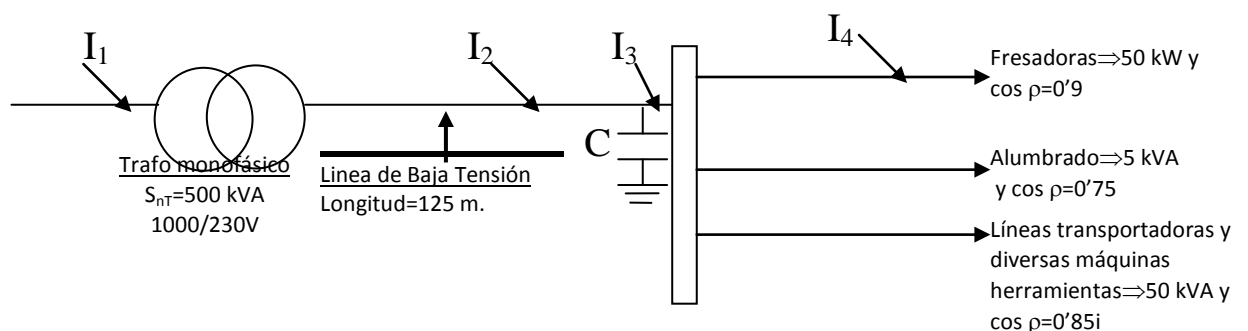 I1
I2
I3
I4
Trafo monofásico
SnT=500 kVA
1000/230V
Linea de Baja Tensión
Longitud=125 m.
C
Fresadoras⇒50 kW y
cos ρ=0'9
Alumbrado⇒5 kVA
y cos ρ=0'75
Líneas transportadoras y
diversas máquinas
herramientas⇒50 kVA y
cos ρ=0'85i